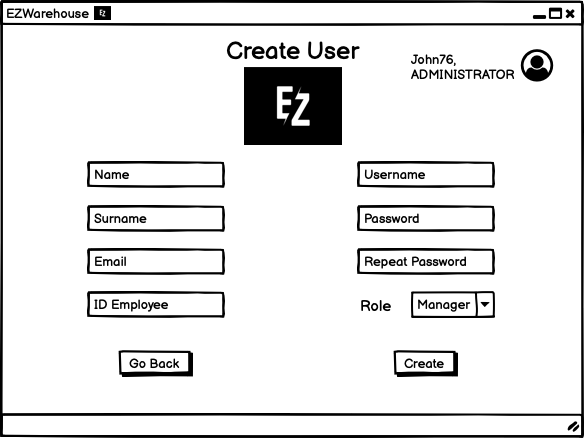 EZWarehouse EZ
Create User
John76,
ADMINISTRATOR
EZ
Name
Username
Surname
Password
Email
Repeat Password
ID Employee
Role Manager
Go Back
Create